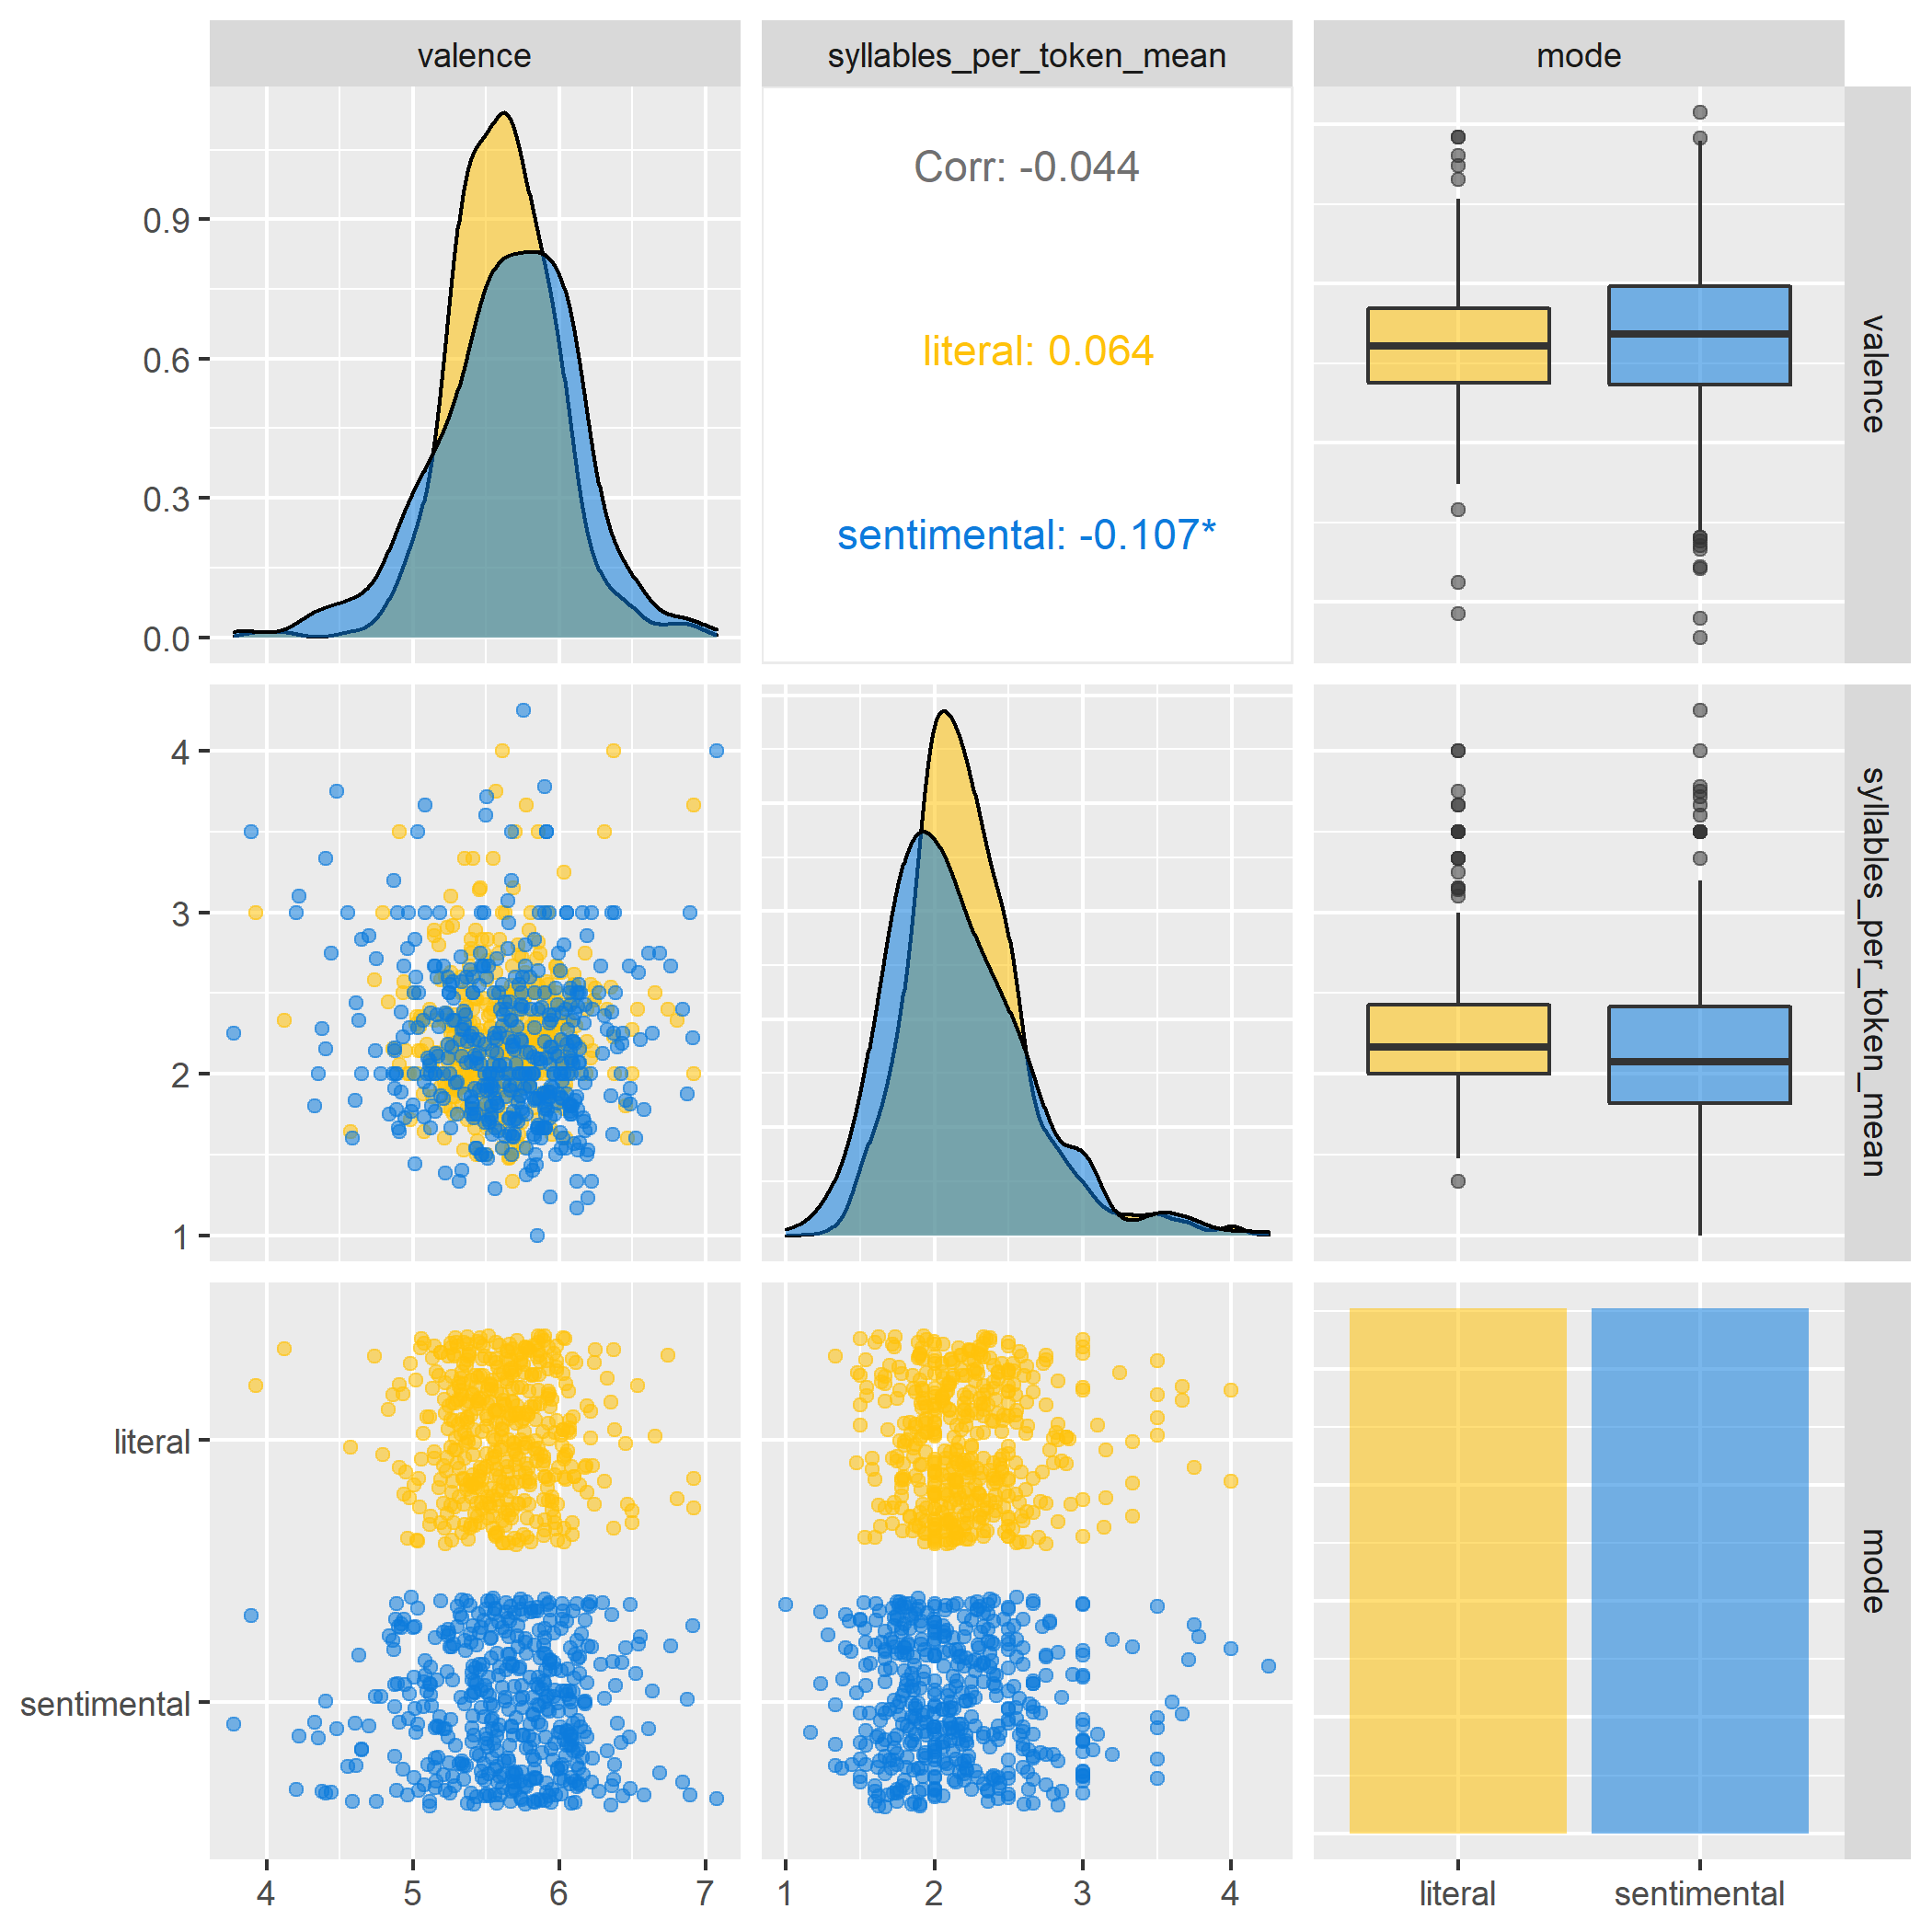 valence
syllables_per_token_mean
mode
0.9
0.6
0.3
0.0
Corr: -0.044
literal: 0.064
sentimental: -0.107*
valence
4
3
2
1
syllables_per_token_mean
literal
sentimental
mode
4 5 6 7
1 2 3 4
literal sentimental